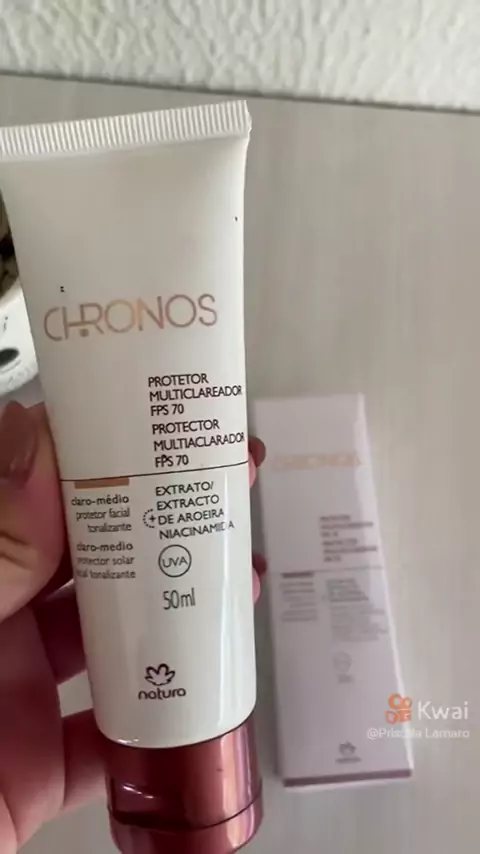 CHRONOS
PROTETOR
MULTICLAREADOR
FPS 70
PROTECTOR
MULTIACLARADOR
FPS 70
claro-médio
protetor facial
tonalizante
claro-medio
protector solar
facial tonalizante
EXTRATO/
EXTRACTO
DE AROEIRA
+ NIACINAMIDA
UVA
50ml
natura
CHRONOS
natura
Kwai
@Priscila Lamaro